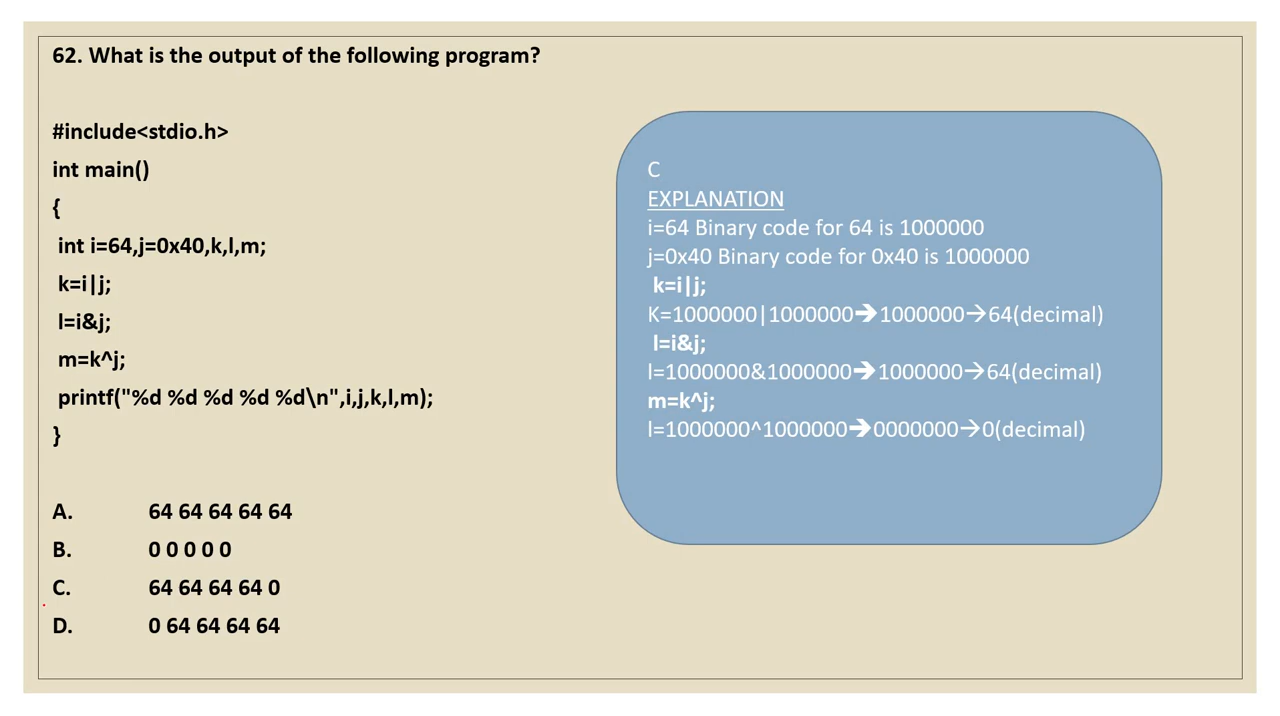 62. What is the output of the following program?
#include<stdio.h>
int main()
{
int i=64,j=0x40,k,l,m;
k=i|j;
l=i&j;
m=k^j;
printf("%d %d %d %d %d\n",i,j,k,l,m);
}
A. 64 64 64 64 64
B. 0 0 0 0 0
C. 64 64 64 64 0
D. 0 64 64 64 64
C
EXPLANATION
i=64 Binary code for 64 is 1000000
j=0x40 Binary code for 0x40 is 1000000
k=i|j;
K=1000000|1000000➔1000000→64(decimal)
l=i&j;
l=1000000&1000000➔1000000→64(decimal)
m=k^j;
l=1000000^1000000➔0000000→0(decimal)